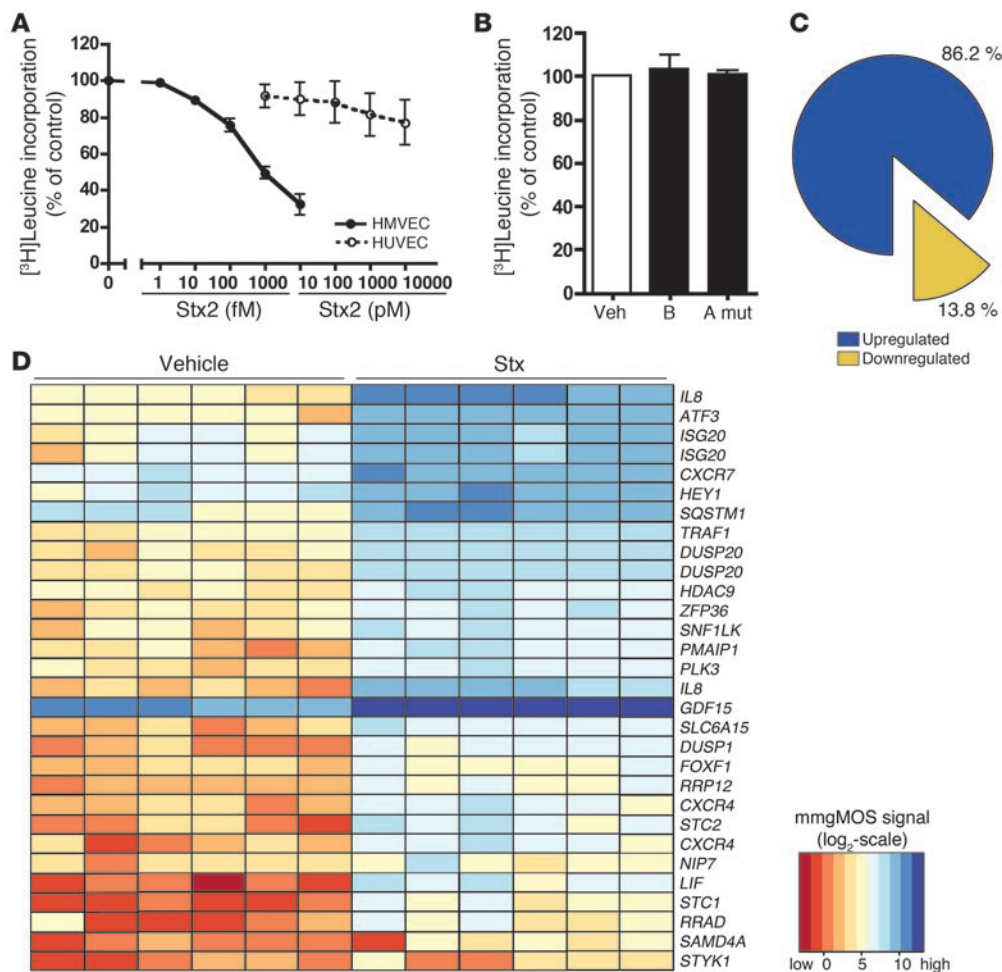 A
[³H]Leucine incorporation
(% of control)
120
100
80
60
40
20
0
HMVEC
HUVEC
0
1
10
100
1000
10
100
1000
10000
Stx2 (fM)
Stx2 (pM)
B
[³H]Leucine incorporation
(% of control)
120
100
80
60
40
20
0
Veh
B
A mut
C
86.2 %
13.8 %
Upregulated
Downregulated
D
Vehicle
Stx
IL8
ATF3
ISG20
ISG20
CXCR7
HEY1
SQSTM1
TRAF1
DUSP20
DUSP20
HDAC9
ZFP36
SNF1LK
PMAIP1
PLK3
IL8
GDF15
SLC6A15
DUSP1
FOXF1
RRP12
CXCR4
STC2
CXCR4
NIP7
LIF
STC1
RRAD
SAMD4A
STYK1
mmgMOS signal
(log₂-scale)
0
5
10
low
high